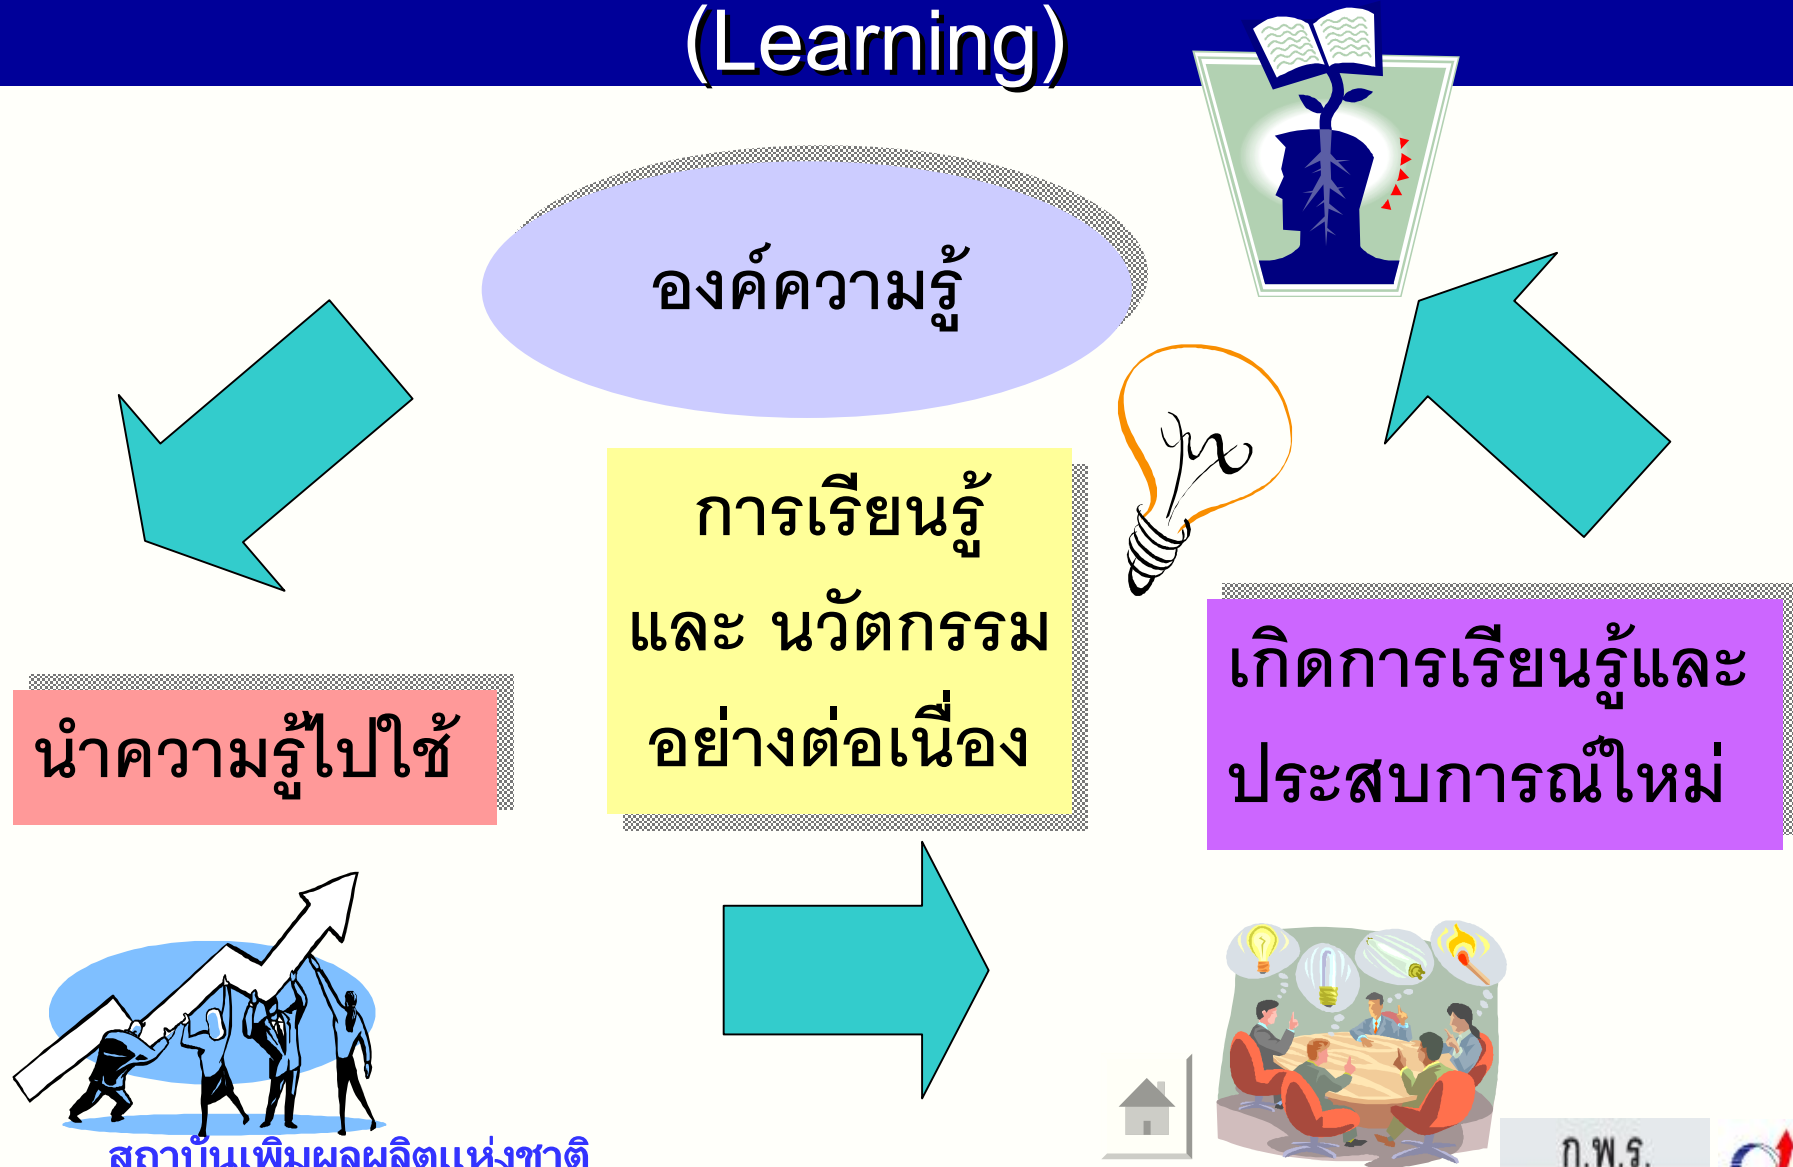 (Learning)
องค์ความรู้
การเรียนรู้
และ นวัตกรรม
อย่างต่อเนื่อง
เกิดการเรียนรู้และ
ประสบการณ์ใหม่
นำความรู้ไปใช้
สถาบันเพิ่มผลผลิตแห่งชาติ
ก.พ.ร.